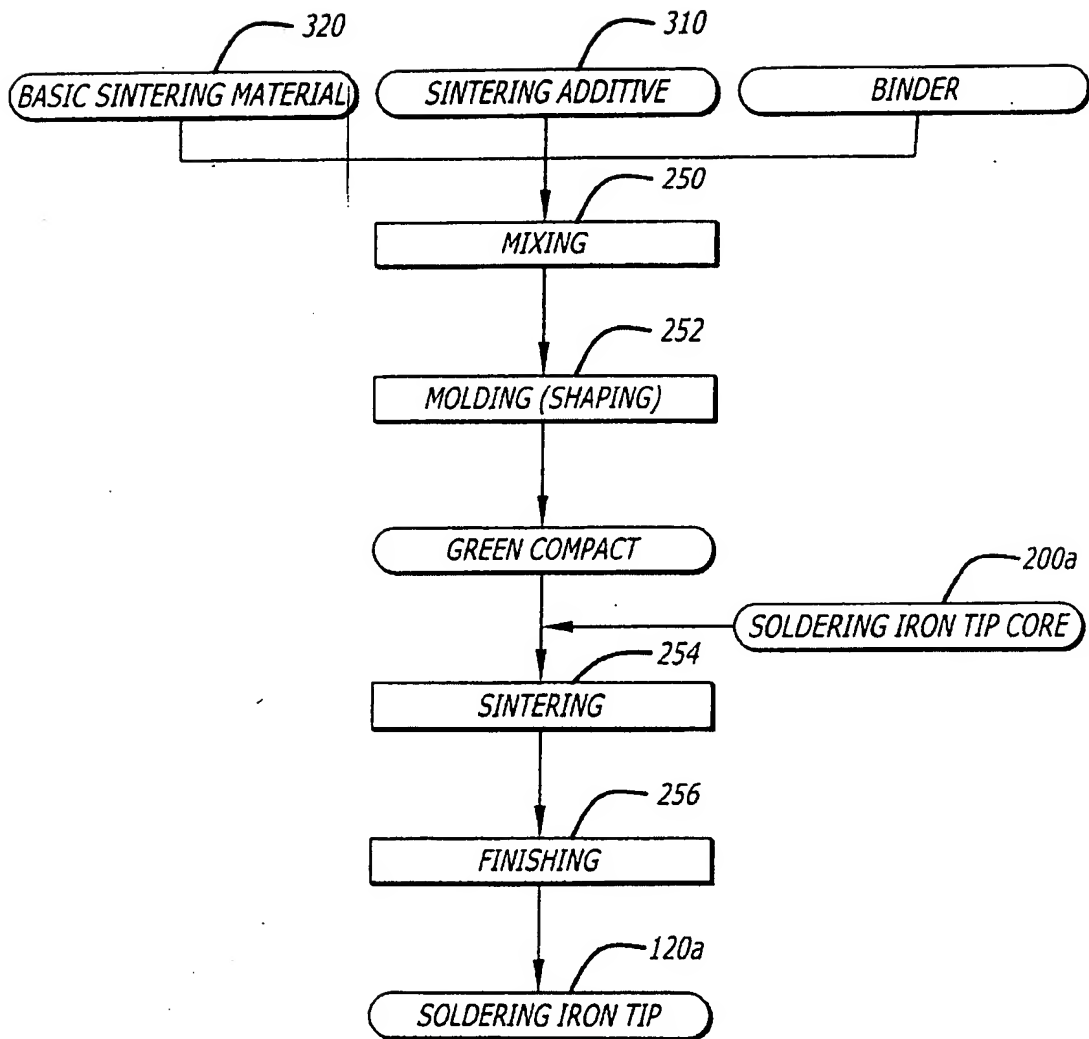 320
310
BASIC SINTERING MATERIAL
SINTERING ADDITIVE
BINDER
250
MIXING
252
MOLDING (SHAPING)
GREEN COMPACT
200a
SOLDERING IRON TIP CORE
254
SINTERING
256
FINISHING
120a
SOLDERING IRON TIP